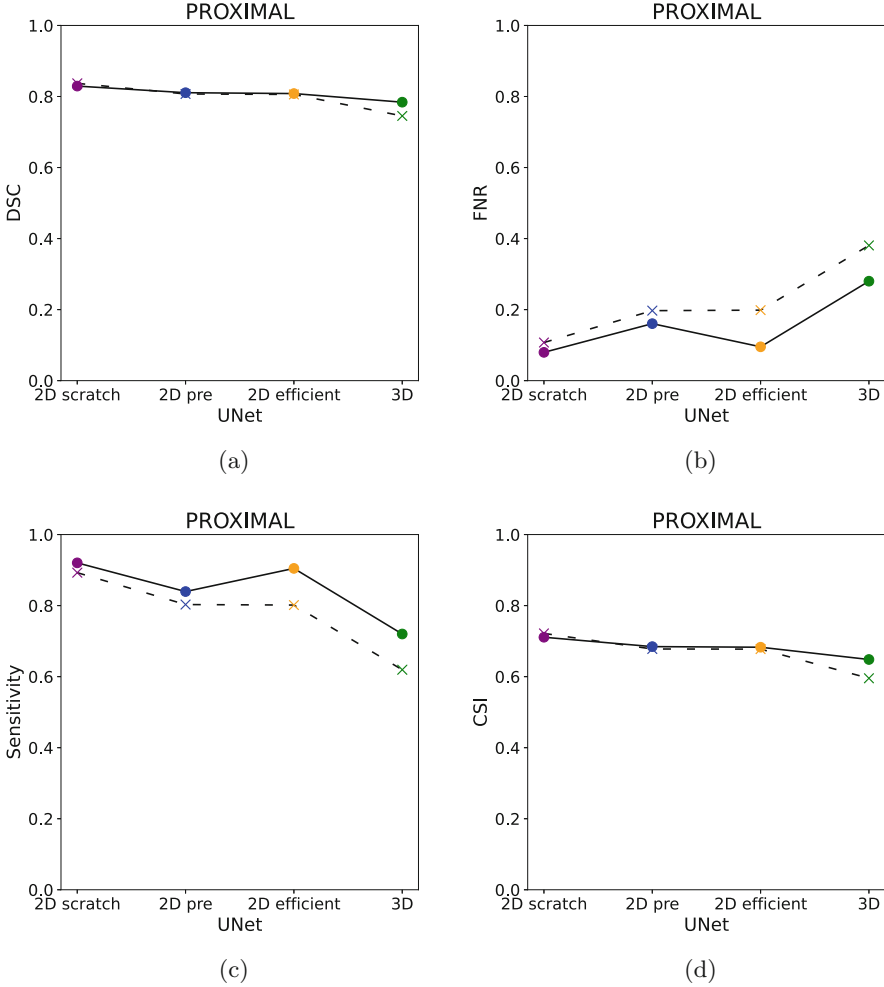 PROXIMAL
1.0
0.8
0.6
0.4
0.2
0.0
DSC
2D scratch 2D pre 2D efficient 3D
UNet
(a)
PROXIMAL
1.0
0.8
0.6
0.4
0.2
0.0
FNR
2D scratch 2D pre 2D efficient 3D
UNet
(b)
PROXIMAL
1.0
0.8
0.6
0.4
0.2
0.0
Sensitivity
2D scratch 2D pre 2D efficient 3D
UNet
(c)
PROXIMAL
1.0
0.8
0.6
0.4
0.2
0.0
CSI
2D scratch 2D pre 2D efficient 3D
UNet
(d)